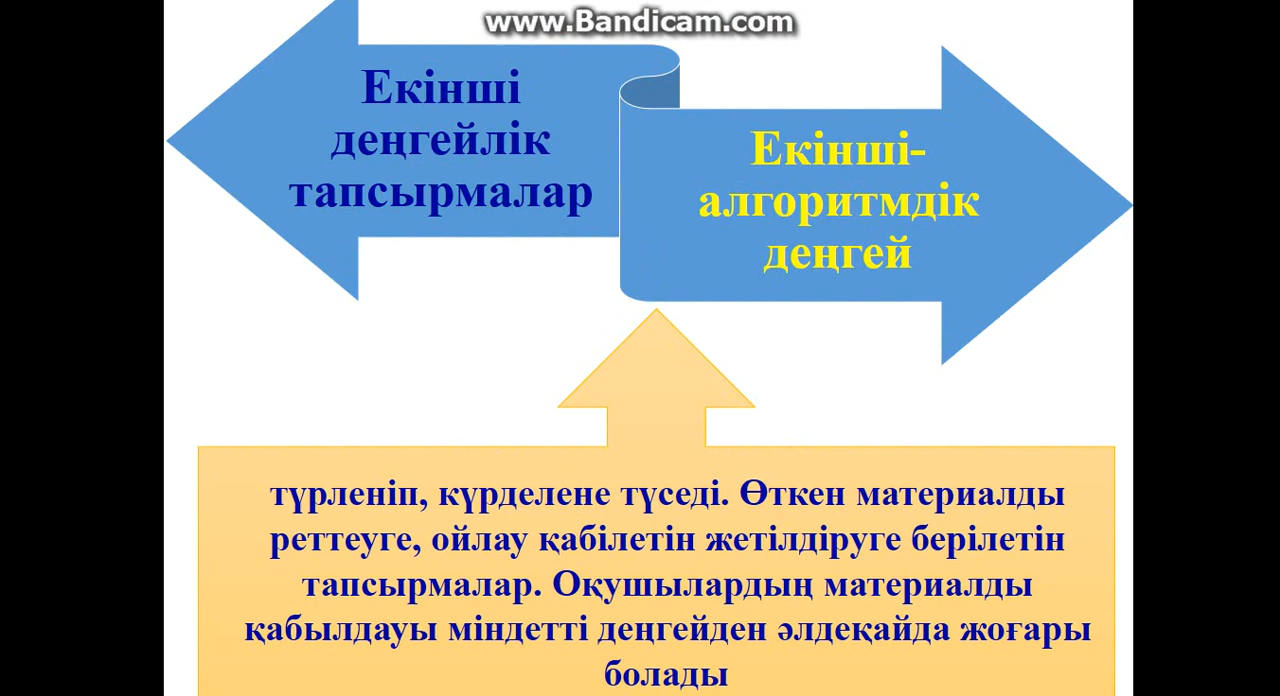 www.Bandicam.com
Екінші
деңгейлік
тапсырмалар
Екінші-
алгоритмдік
деңгей
түрленіп, күрделене түседі. Өткен материалды
реттеуге, ойлау қабілетін жетілдіруге берілетін
тапсырмалар. Оқушылардың материалды
қабылдауы міндетті деңгейден әлдеқайда жоғары
болады